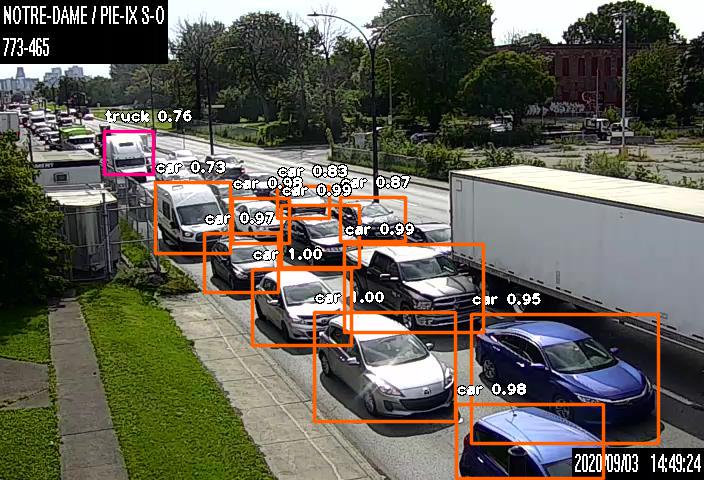 NOTRE-DAME / PIE-IX S-O
773-465
truck 0.76
car 0.73
car 0.83
car 0.99
car 0.87
car 0.97
car 0.99
car 1.00
car 1.00
car 0.95
car 0.98
2020/09/03 14:49:24